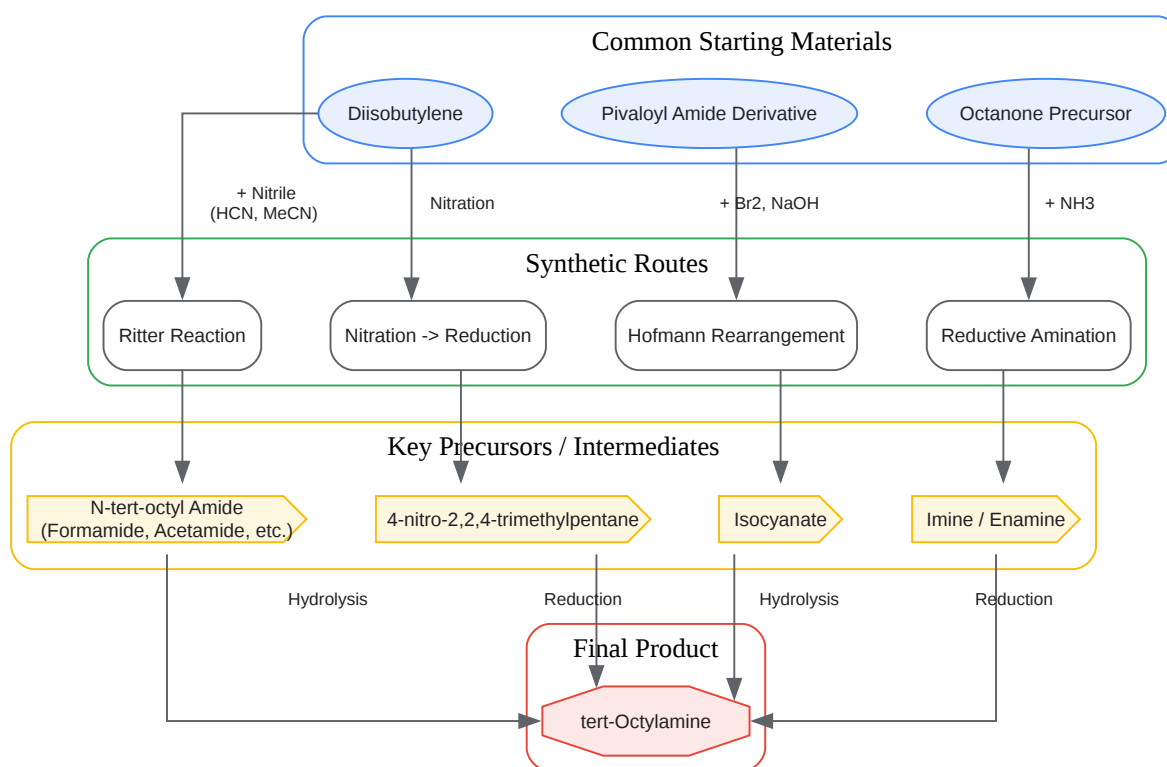 Common Starting Materials
Diisobutylene
Pivaloyl Amide Derivative
Octanone Precursor
+ Nitrile
(HCN, MeCN)
Nitration
+ Br2, NaOH
+ NH3
Synthetic Routes
Ritter Reaction
Nitration -> Reduction
Hofmann Rearrangement
Reductive Amination
Key Precursors / Intermediates
N-tert-octyl Amide
(Formamide, Acetamide, etc.)
4-nitro-2,2,4-trimethylpentane
Isocyanate
Imine / Enamine
Hydrolysis
Reduction
Hydrolysis
Reduction
Final Product
tert-Octylamine